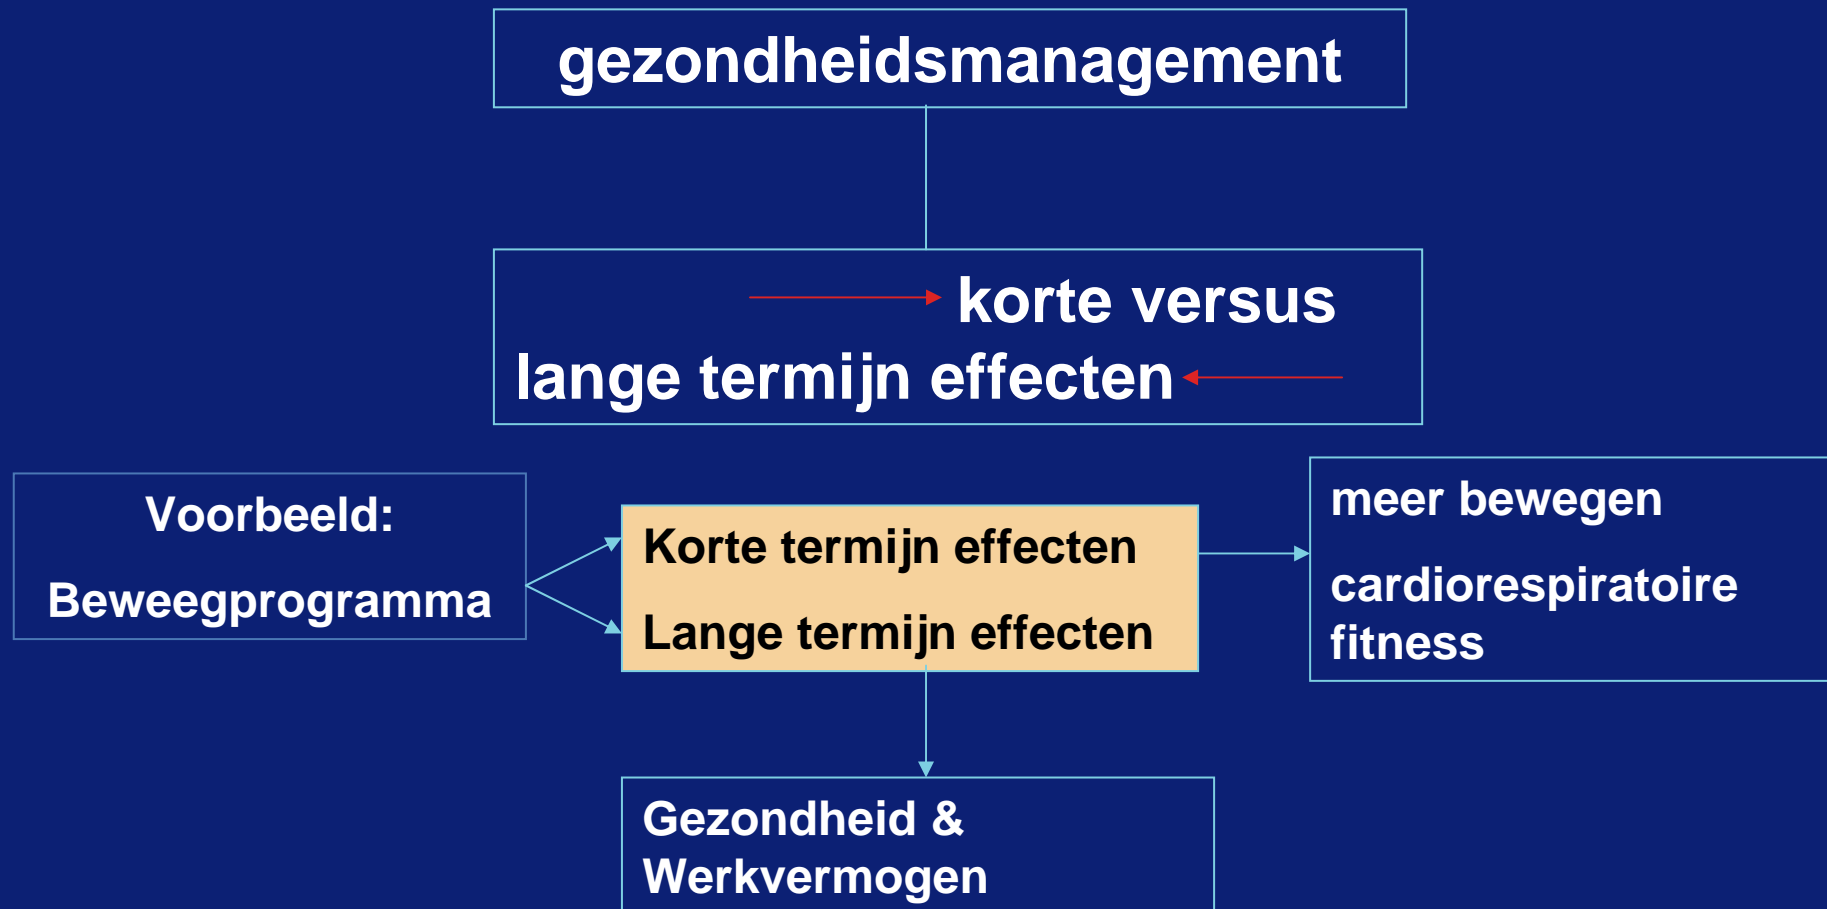 gezondheidsmanagement
korte versus
lange termijn effecten
Voorbeeld:
Beweegprogramma
Korte termijn effecten
Lange termijn effecten
meer bewegen
cardiorespiratoire
fitness
Gezondheid &
Werkvermogen